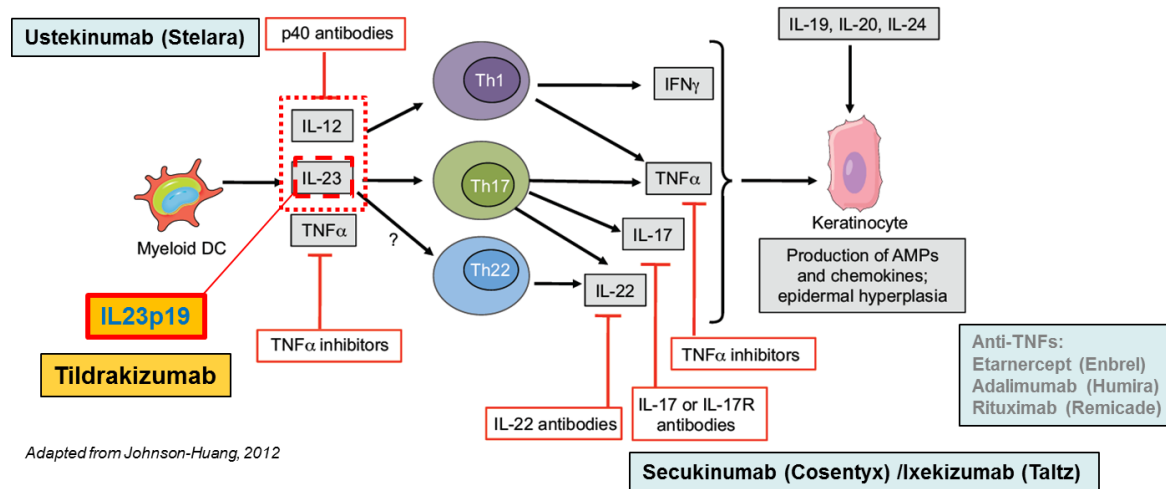 Ustekinumab (Stelara)
p40 antibodies
IL-19, IL-20, IL-24
Th1
IFNγ
IL-12
IL-23
Th17
TNFα
Myeloid DC
TNFα
?
IL-17
Keratinocyte
Th22
IL-22
Production of AMPs
and chemokines;
epidermal hyperplasia
IL23p19
TNFα inhibitors
TNFα inhibitors
Tildrakizumab
Anti-TNFs:
Etarnercept (Enbrel)
Adalimumab (Humira)
Rituximab (Remicade)
IL-22 antibodies
IL-17 or IL-17R
antibodies
Adapted from Johnson-Huang, 2012
Secukinumab (Cosentyx) /Ixekizumab (Taltz)